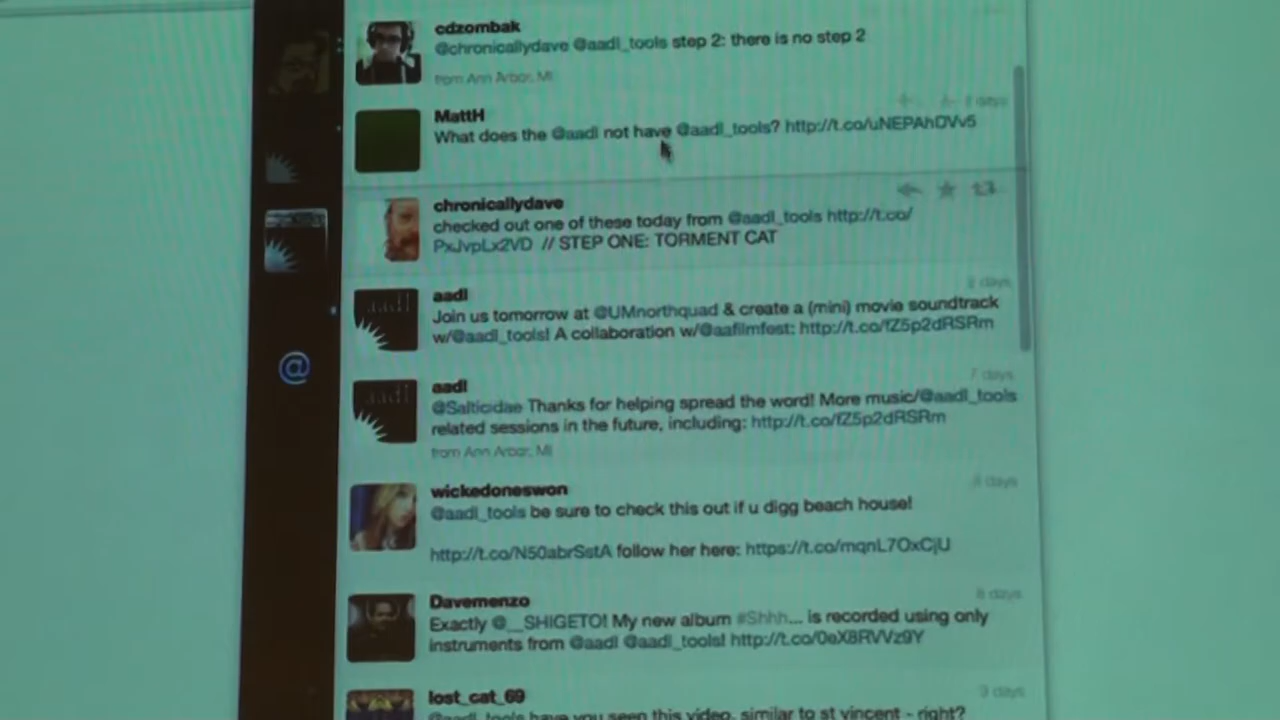 cdzombak
@chronicallydave @aadl_tools step 2: there is no step 2
from Ann Arbor, MI
MattH
What does the @aadl not have @aadl_tools? http://t.co/uNEPAhDVv5
chronicallydave
checked out one of these today from @aadl_tools http://t.co/
PxJvpLx2VD // STEP ONE: TORMENT CAT
aadl
Join us tomorrow at @UMnorthquad & create a (mini) movie soundtrack
w/@aadl_tools! A collaboration w/@aafilmfest: http://t.co/fZ5p2dRSRm
7 days
aadl
@Salticidae Thanks for helping spread the word! More music/@aadl_tools
related sessions in the future, including: http://t.co/fZ5p2dRSRm
from Ann Arbor, MI
days
wickedoneswon
@aadl_tools be sure to check this out if u digg beach house!
http://t.co/N50abrSstA follow her here: https://t.co/mqnL7OxCjU
days
Davemenzo
Exactly @__SHIGETO! My new album #Shhh... is recorded using only
instruments from @aadl @aadl_tools! http://t.co/0eX8RVVz9Y
days
lost_cat_69
@aadl_tools have you seen this video, similar to st vincent - right?
@